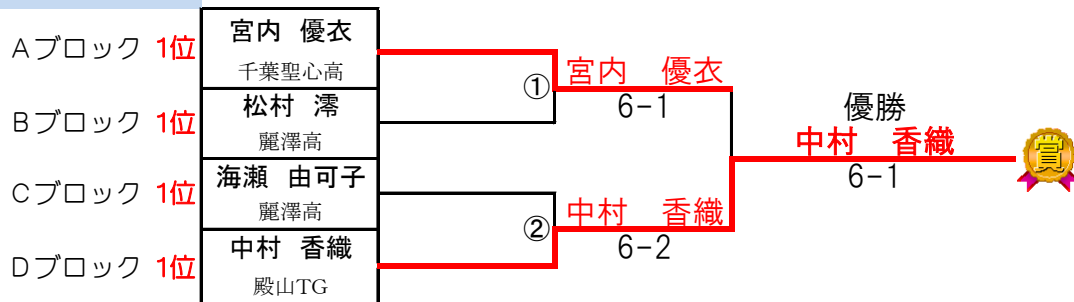 Aブロック 1位
宮内 優衣
千葉聖心高
Bブロック 1位
松村 澪
麗澤高
Cブロック 1位
海瀬 由可子
麗澤高
Dブロック 1位
中村 香織
殿山TG
①
宮内 優衣
6-1
②
中村 香織
6-2
優勝
中村 香織
6-1
賞